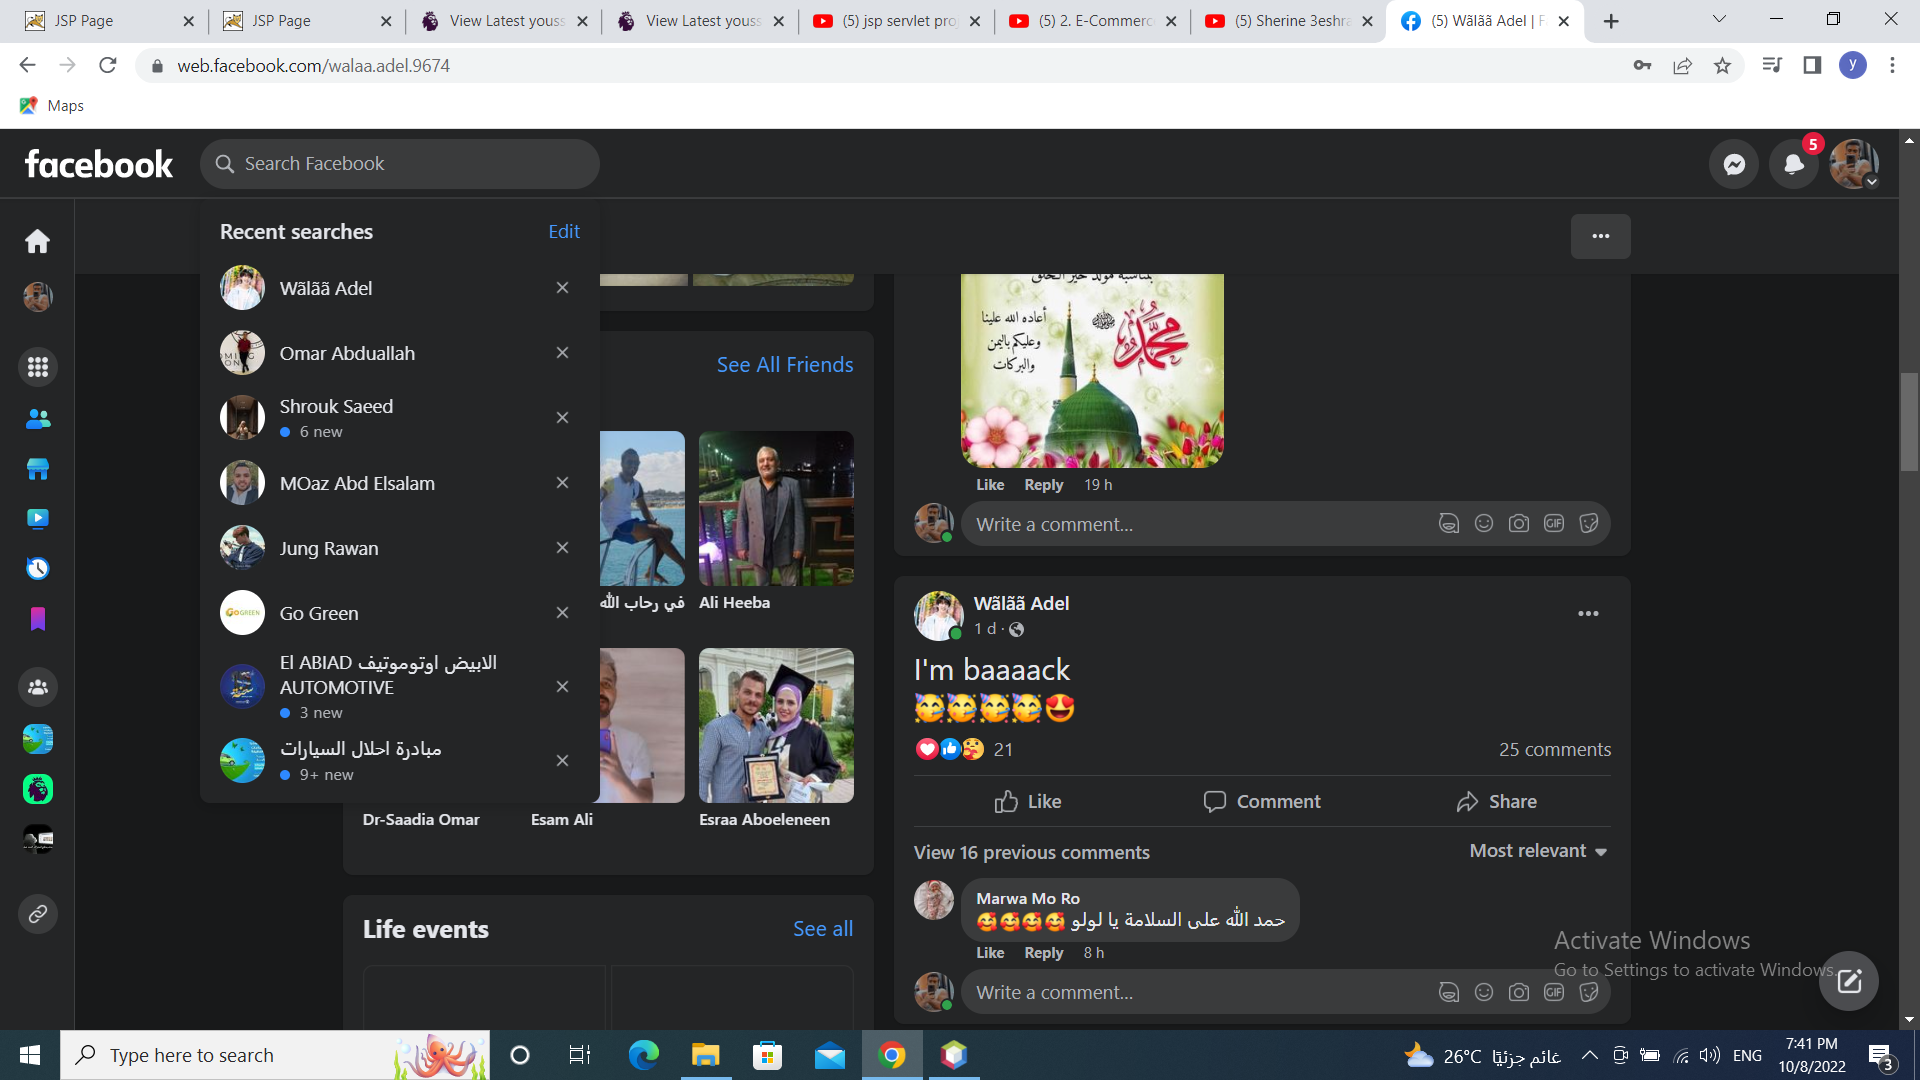 JSP Page
JSP Page
View Latest youss
View Latest youss
(5) jsp servlet pro
(5) 2. E-Commerc
(5) Sherine 3eshra
(5) Wãlãã Adel | F
web.facebook.com/walaa.adel.9674
y
Maps
facebook
Search Facebook
5
Recent searches
Edit
Wãlãã Adel
Omar Abduallah
Shrouk Saeed
6 new
MOaz Abd Elsalam
Jung Rawan
GOGREEN
Go Green
El ABIAD الابيض اوتوموتيف
AUTOMOTIVE
3 new
مبادرة احلال السيارات
9+ new
See All Friends
في رحاب الله
Ali Heeba
Dr-Saadia Omar
Esam Ali
Esraa Aboeleneen
Life events
See all
بمناسبة مولد خير الخلق
محمد
أعاده الله علينا
وعليكم باليمن
والبركات
Like Reply 19 h
Write a comment...
GIF
Wãlãã Adel
1 d ·
I'm baaaack
🥳🥳🥳🥳😍
21
25 comments
Like
Comment
Share
View 16 previous comments
Most relevant
Marwa Mo Ro
حمد الله على السلامة يا لولو 🥰🥰🥰🥰
Like Reply 8 h
Write a comment...
GIF
Activate Windows
Go to Settings to activate Windows.
Type here to search
26°C غائم جزئيًا
ENG
7:41 PM
10/8/2022
3